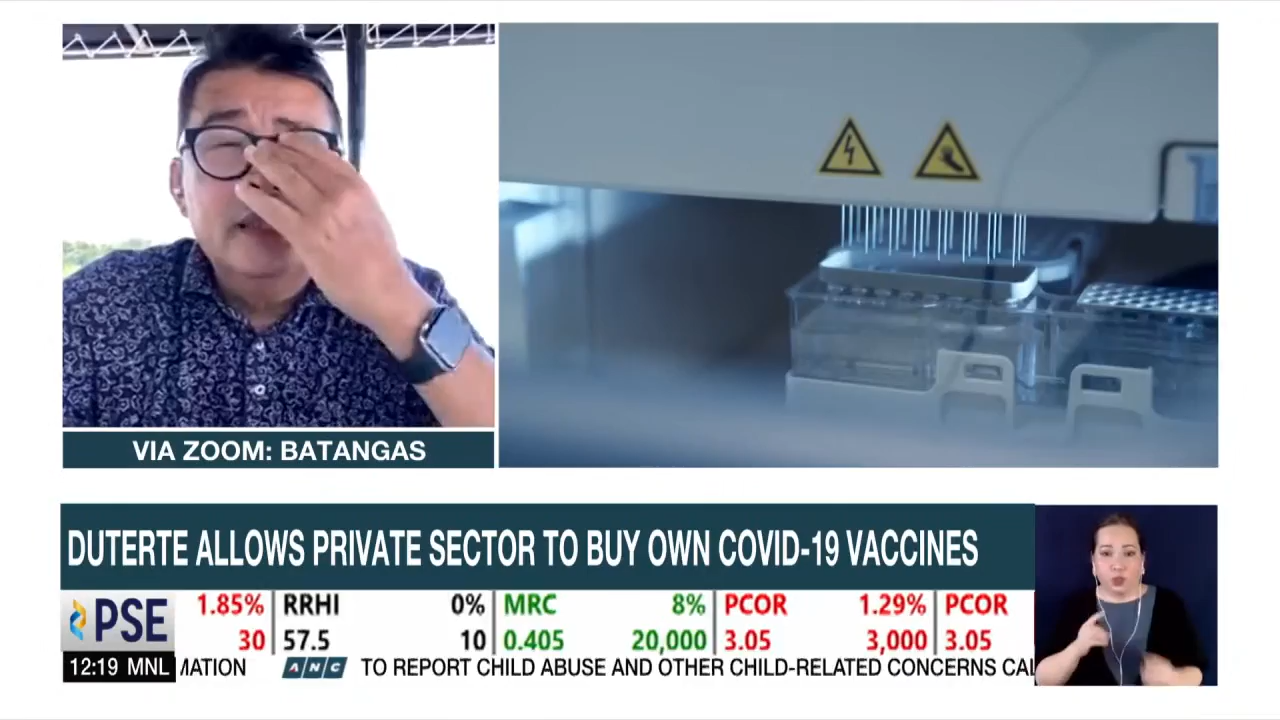 VIA ZOOM: BATANGAS
DUTERTE ALLOWS PRIVATE SECTOR TO BUY OWN COVID-19 VACCINES
PSE 1.85% RRHI 0% MRC 8% PCOR 1.29% PCOR
30 57.5 10 0.405 20,000 3.05 3,000 3.05
12:19 MNL MATION ANC TO REPORT CHILD ABUSE AND OTHER CHILD-RELATED CONCERNS CAL